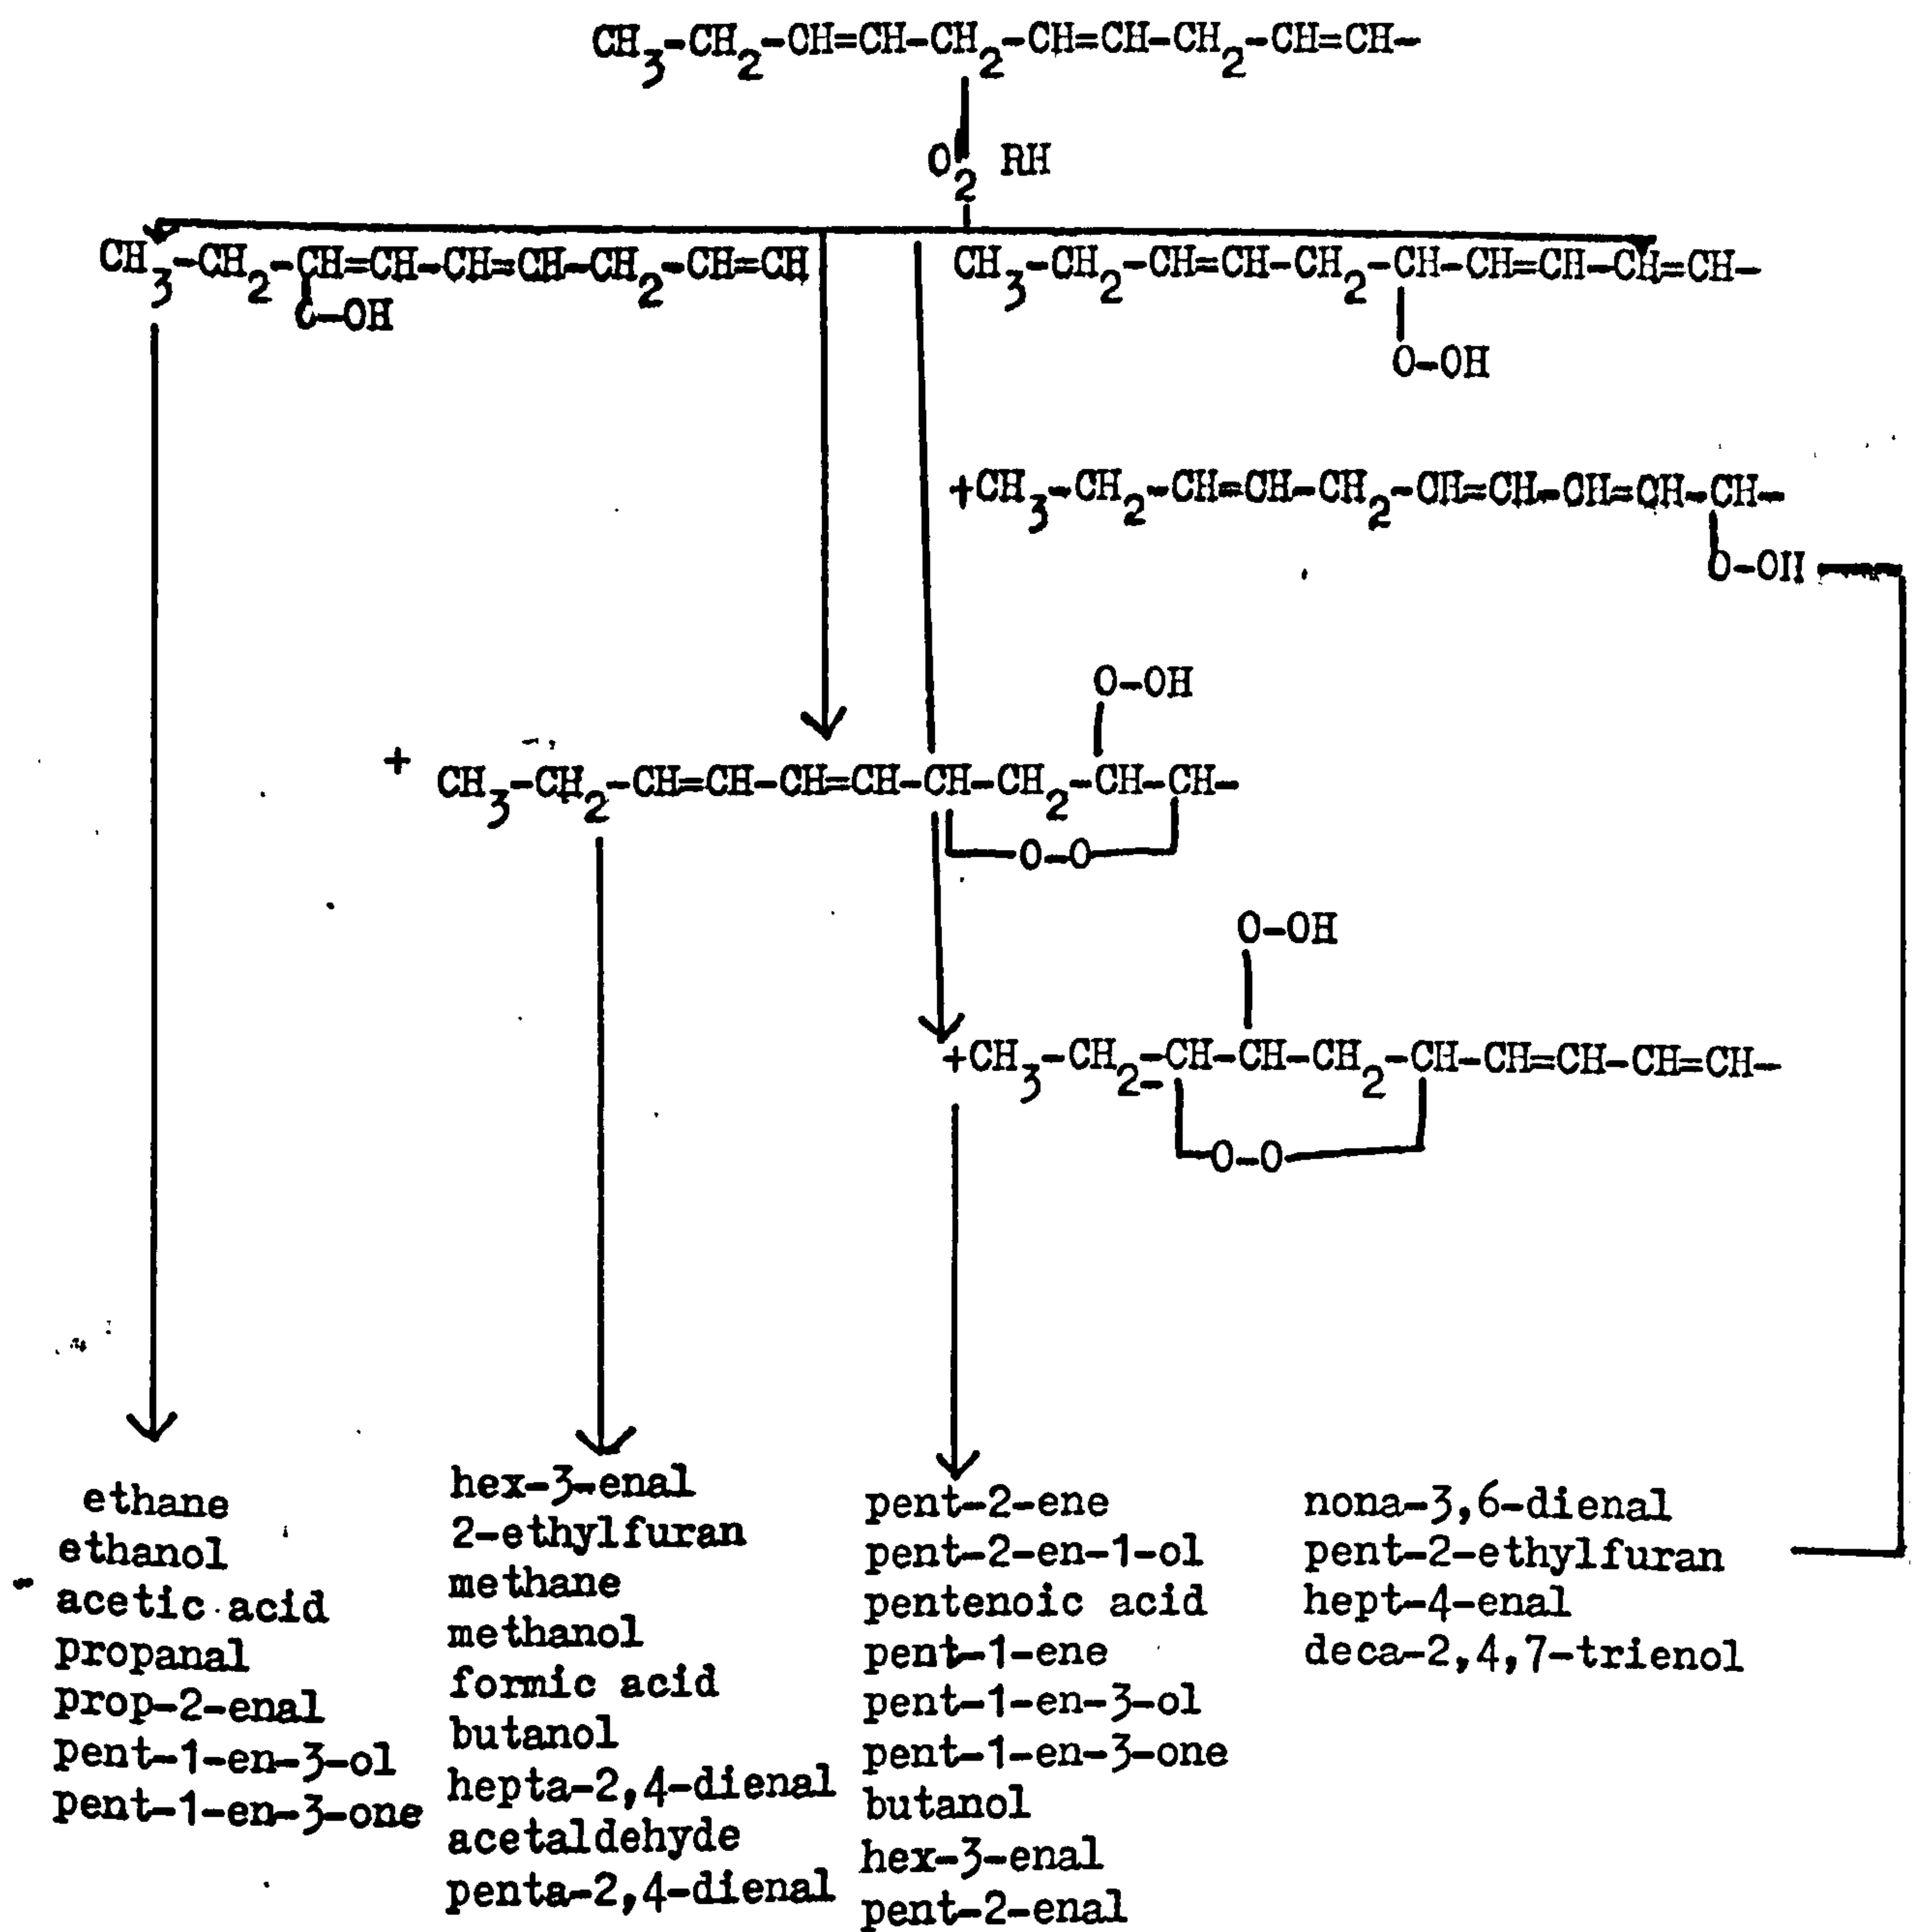 CH3-CH2-CH=CH-CH2-CH=CH-CH2-CH=CH-
O2 RH
CH3-CH2-CH=CH-CH=CH-CH2-CH=CH
O-OH
CH3-CH2-CH=CH-CH2-CH-CH=CH-CH=CH-
O-OH
+CH3-CH2-CH=CH-CH2-CH=CH-CH=CH-CH-
O-OH
O-OH
+ CH3-CH2-CH=CH-CH=CH-CH-CH2-CH-CH-
O-O
O-OH
+CH3-CH2-CH-CH-CH2-CH-CH=CH-CH=CH-
O-O
ethane
ethanol
acetic acid
propanal
prop-2-enal
pent-1-en-3-ol
pent-1-en-3-one
hex-3-enal
2-ethylfuran
methane
methanol
formic acid
butanol
hepta-2,4-dienal
acetaldehyde
penta-2,4-dienal
pent-2-ene
pent-2-en-1-ol
pentenoic acid
pent-1-ene
pent-1-en-3-ol
pent-1-en-3-one
butanol
hex-3-enal
pent-2-enal
nona-3,6-dienal
pent-2-ethylfuran
hept-4-enal
deca-2,4,7-trienol